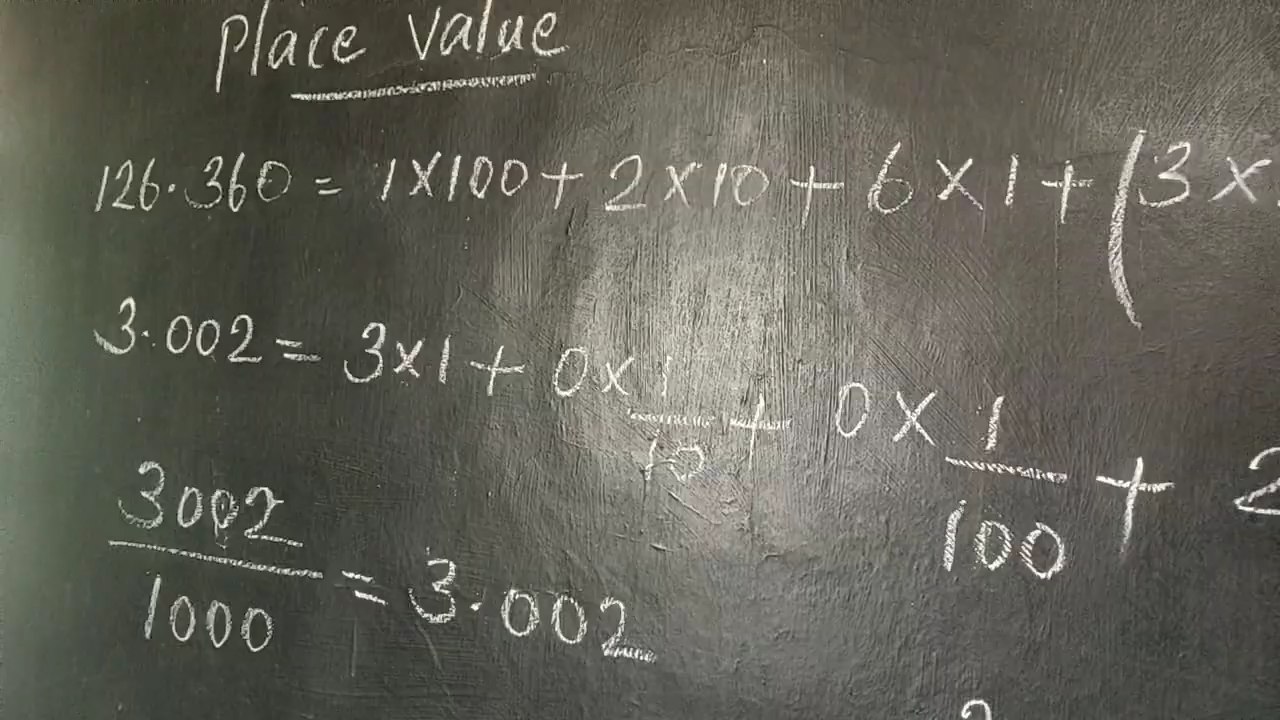 Place Value
126.360 = 1×100 + 2×10 + 6×1 + (3×
3.002 = 3×1 + 0×1/10 + 0×1/100 + 2
3002/1000 = 3.002